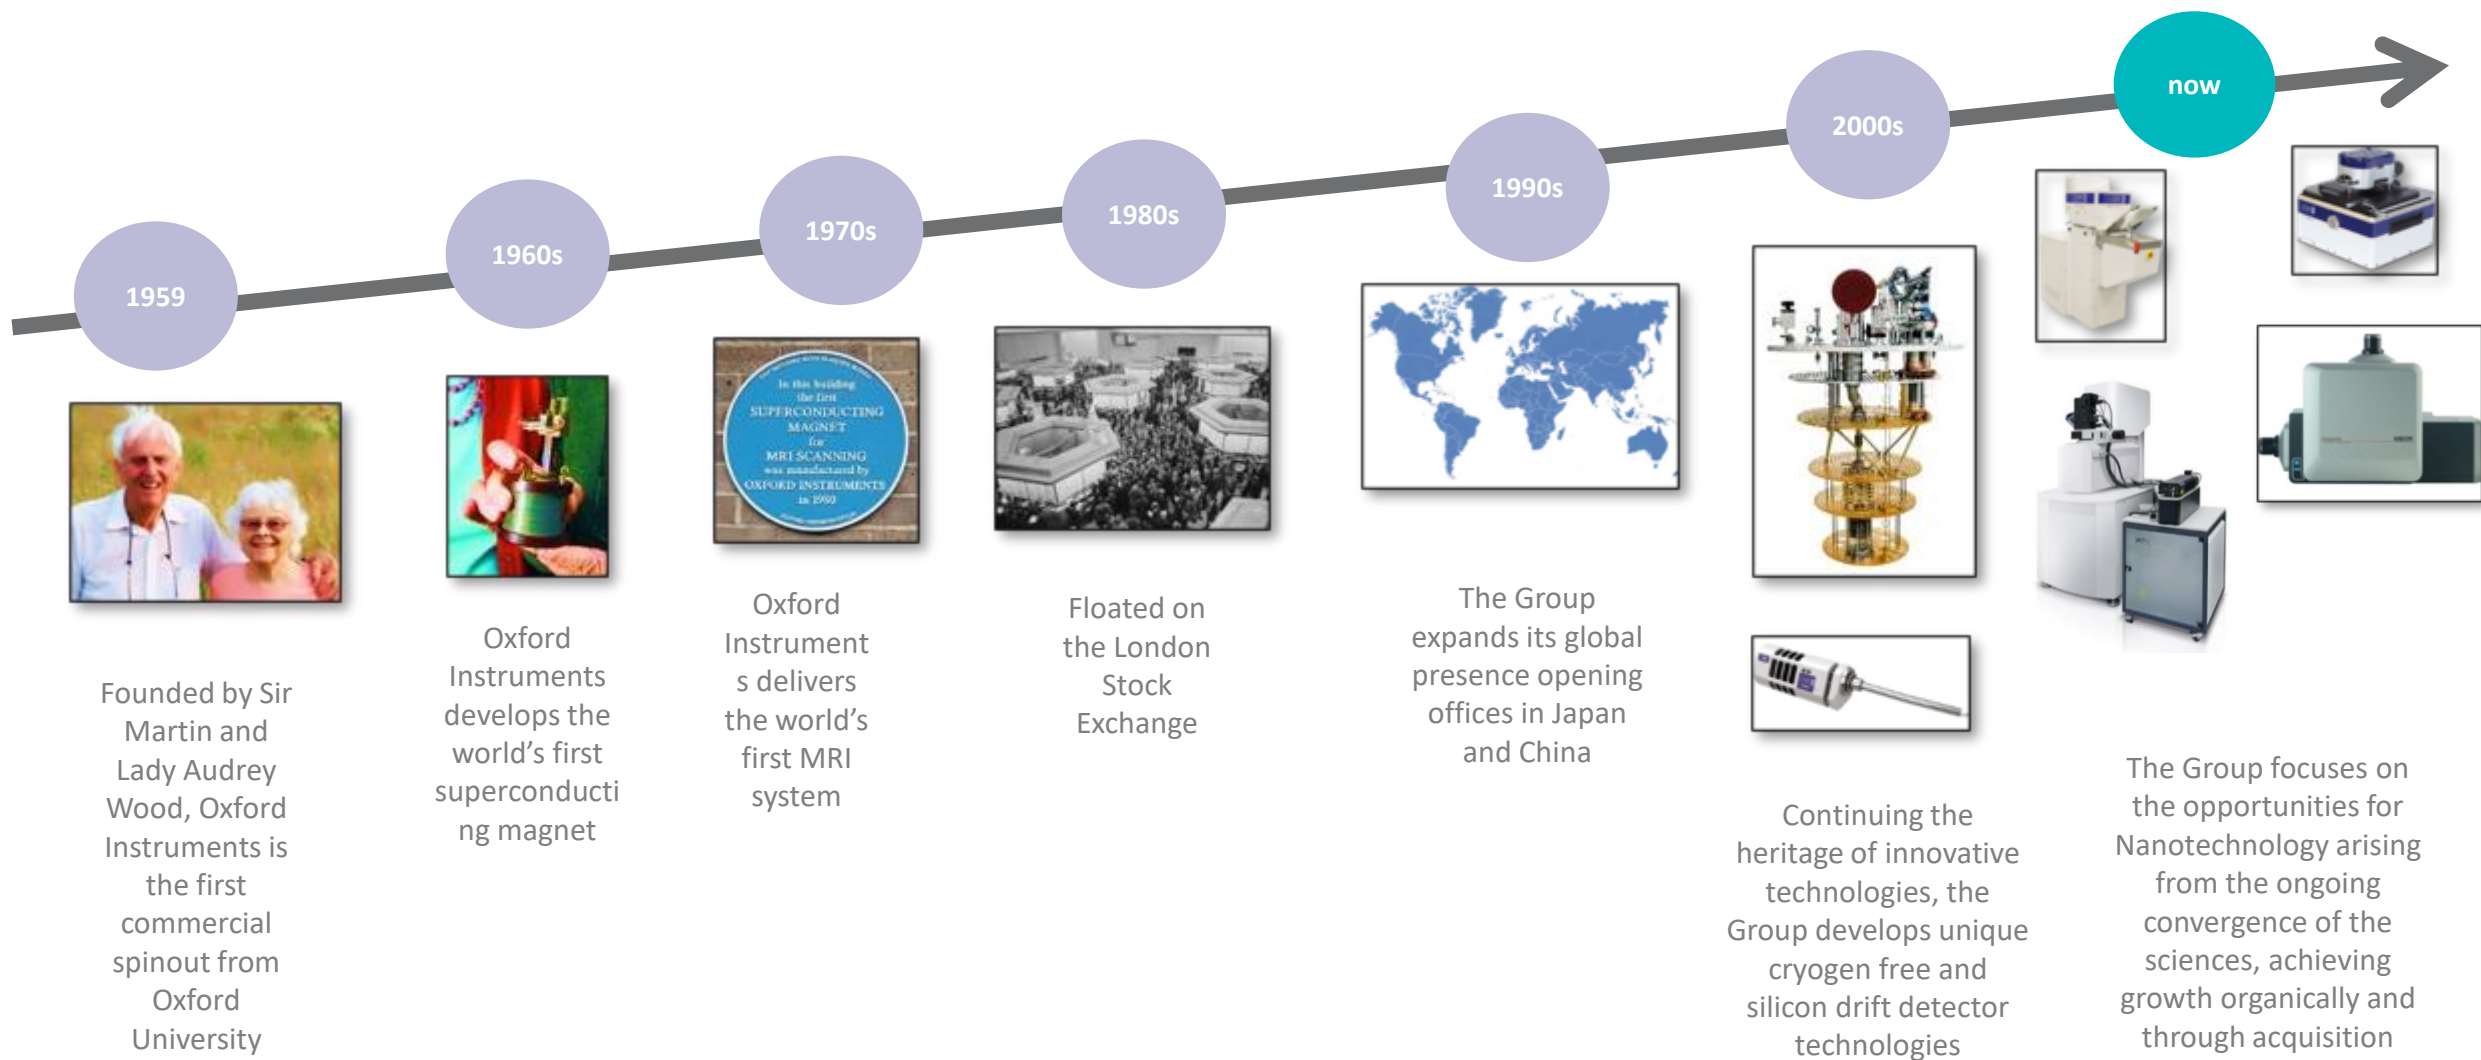 1959
1960s
1970s
1980s
1990s
2000s
now
Founded by Sir
Martin and
Lady Audrey
Wood, Oxford
Instruments is
the first
commercial
spinout from
Oxford
University
Oxford
Instruments
develops the
world's first
superconducti
ng magnet
In this building
the first
SUPERCONDUCTING
MAGNET
for
MRI SCANNING
was manufactured by
OXFORD INSTRUMENTS
Oxford
Instrument
s delivers
the world's
first MRI
system
Floated on
the London
Stock
Exchange
The Group
expands its global
presence opening
offices in Japan
and China
Continuing the
heritage of innovative
technologies, the
Group develops unique
cryogen free and
silicon drift detector
technologies
The Group focuses on
the opportunities for
Nanotechnology arising
from the ongoing
convergence of the
sciences, achieving
growth organically and
through acquisition